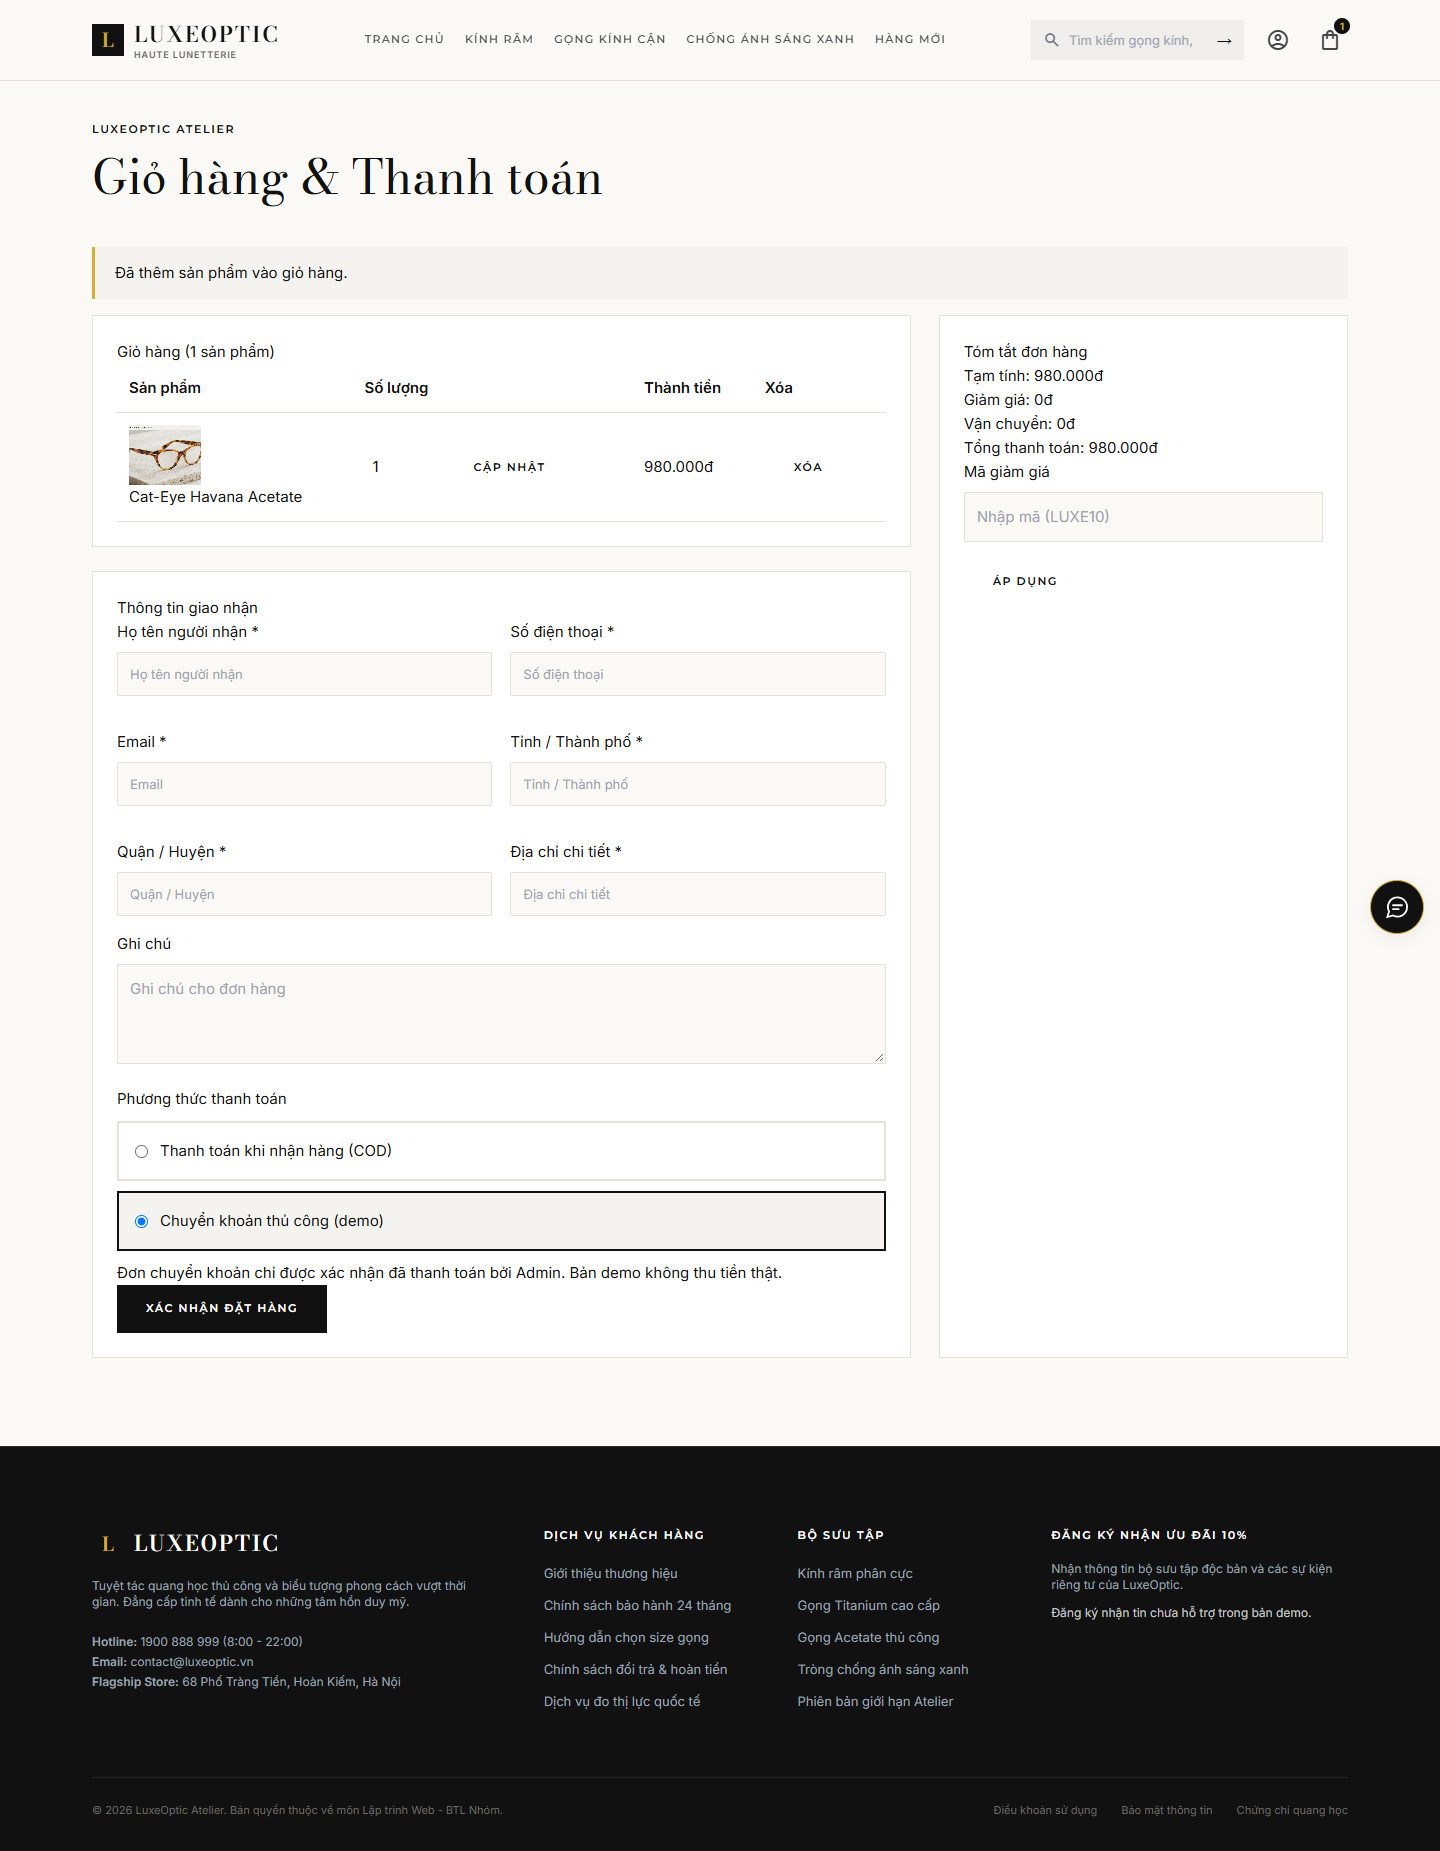 L LUXEOPTIC
HAUTE LUNETTERIE
TRANG CHỦ KÍNH RÂM GỌNG KÍNH CẬN CHỐNG ÁNH SÁNG XANH HÀNG MỚI
Tìm kiếm gọng kính, →
1
LUXEOPTIC ATELIER
Giỏ hàng & Thanh toán
Đã thêm sản phẩm vào giỏ hàng.
Giỏ hàng (1 sản phẩm)
Sản phẩm Số lượng Thành tiền Xóa
1 CẬP NHẬT 980.000đ XÓA
Cat-Eye Havana Acetate
Tóm tắt đơn hàng
Tạm tính: 980.000đ
Giảm giá: 0đ
Vận chuyển: 0đ
Tổng thanh toán: 980.000đ
Mã giảm giá
Nhập mã (LUXE10)
ÁP DỤNG
Thông tin giao nhận
Họ tên người nhận * Số điện thoại *
Họ tên người nhận Số điện thoại
Email * Tỉnh / Thành phố *
Email Tỉnh / Thành phố
Quận / Huyện * Địa chỉ chi tiết *
Quận / Huyện Địa chỉ chi tiết
Ghi chú
Ghi chú cho đơn hàng
Phương thức thanh toán
Thanh toán khi nhận hàng (COD)
Chuyển khoản thủ công (demo)
Đơn chuyển khoản chỉ được xác nhận đã thanh toán bởi Admin. Bản demo không thu tiền thật.
XÁC NHẬN ĐẶT HÀNG
L LUXEOPTIC
Tuyệt tác quang học thủ công và biểu tượng phong cách vượt thời
gian. Đẳng cấp tinh tế dành cho những tâm hồn duy mỹ.
Hotline: 1900 888 999 (8:00 - 22:00)
Email: contact@luxeoptic.vn
Flagship Store: 68 Phố Tràng Tiền, Hoàn Kiếm, Hà Nội
DỊCH VỤ KHÁCH HÀNG
Giới thiệu thương hiệu
Chính sách bảo hành 24 tháng
Hướng dẫn chọn size gọng
Chính sách đổi trả & hoàn tiền
Dịch vụ đo thị lực quốc tế
BỘ SƯU TẬP
Kính râm phân cực
Gọng Titanium cao cấp
Gọng Acetate thủ công
Tròng chống ánh sáng xanh
Phiên bản giới hạn Atelier
ĐĂNG KÝ NHẬN ƯU ĐÃI 10%
Nhận thông tin bộ sưu tập độc bản và các sự kiện
riêng tư của LuxeOptic.
Đăng ký nhận tin chưa hỗ trợ trong bản demo.
© 2026 LuxeOptic Atelier. Bản quyền thuộc về môn Lập trình Web - BTL Nhóm.
Điều khoản sử dụng Bảo mật thông tin Chứng chỉ quang học